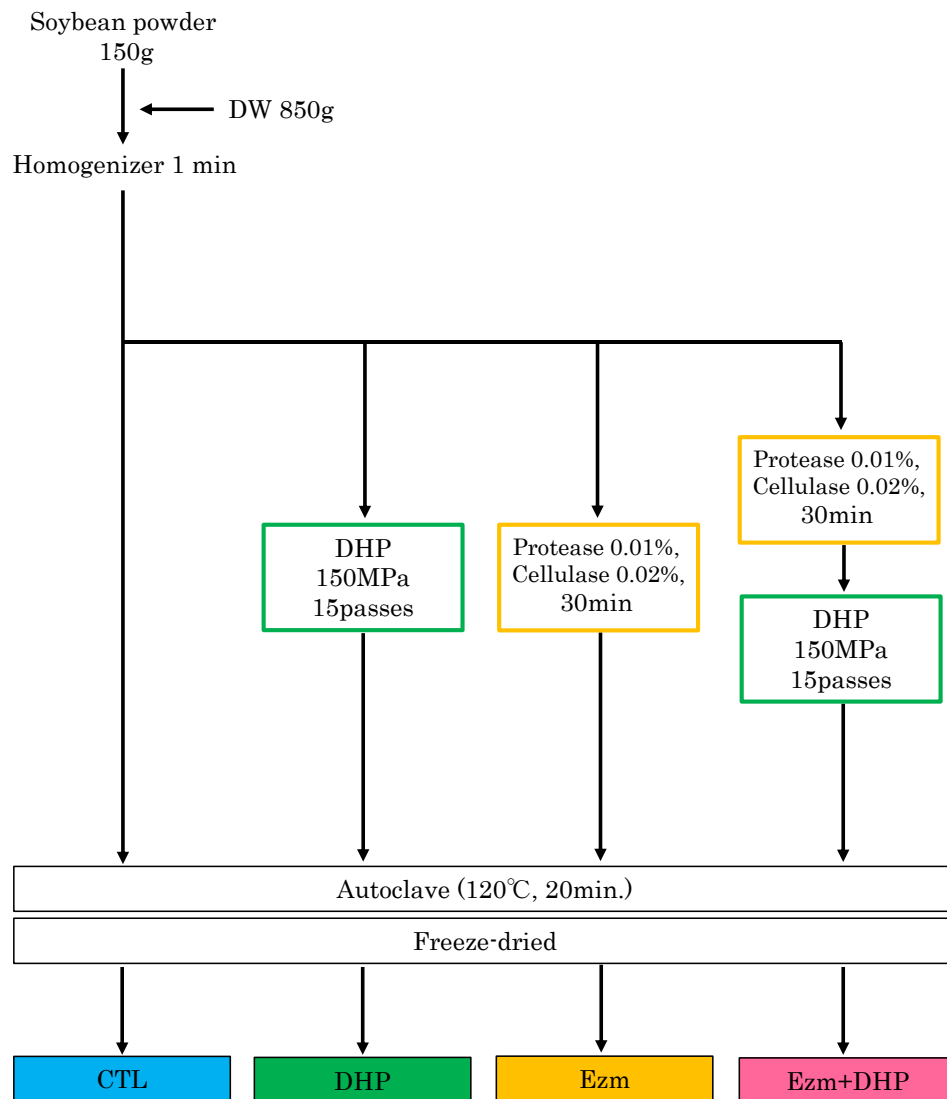 Soybean powder
150g
DW 850g
Homogenizer 1 min
Protease 0.01%,
Cellulase 0.02%,
30min
DHP
150MPa
15passes
Protease 0.01%,
Cellulase 0.02%,
30min
DHP
150MPa
15passes
Autoclave (120℃, 20min.)
Freeze-dried
CTL
DHP
Ezm
Ezm+DHP